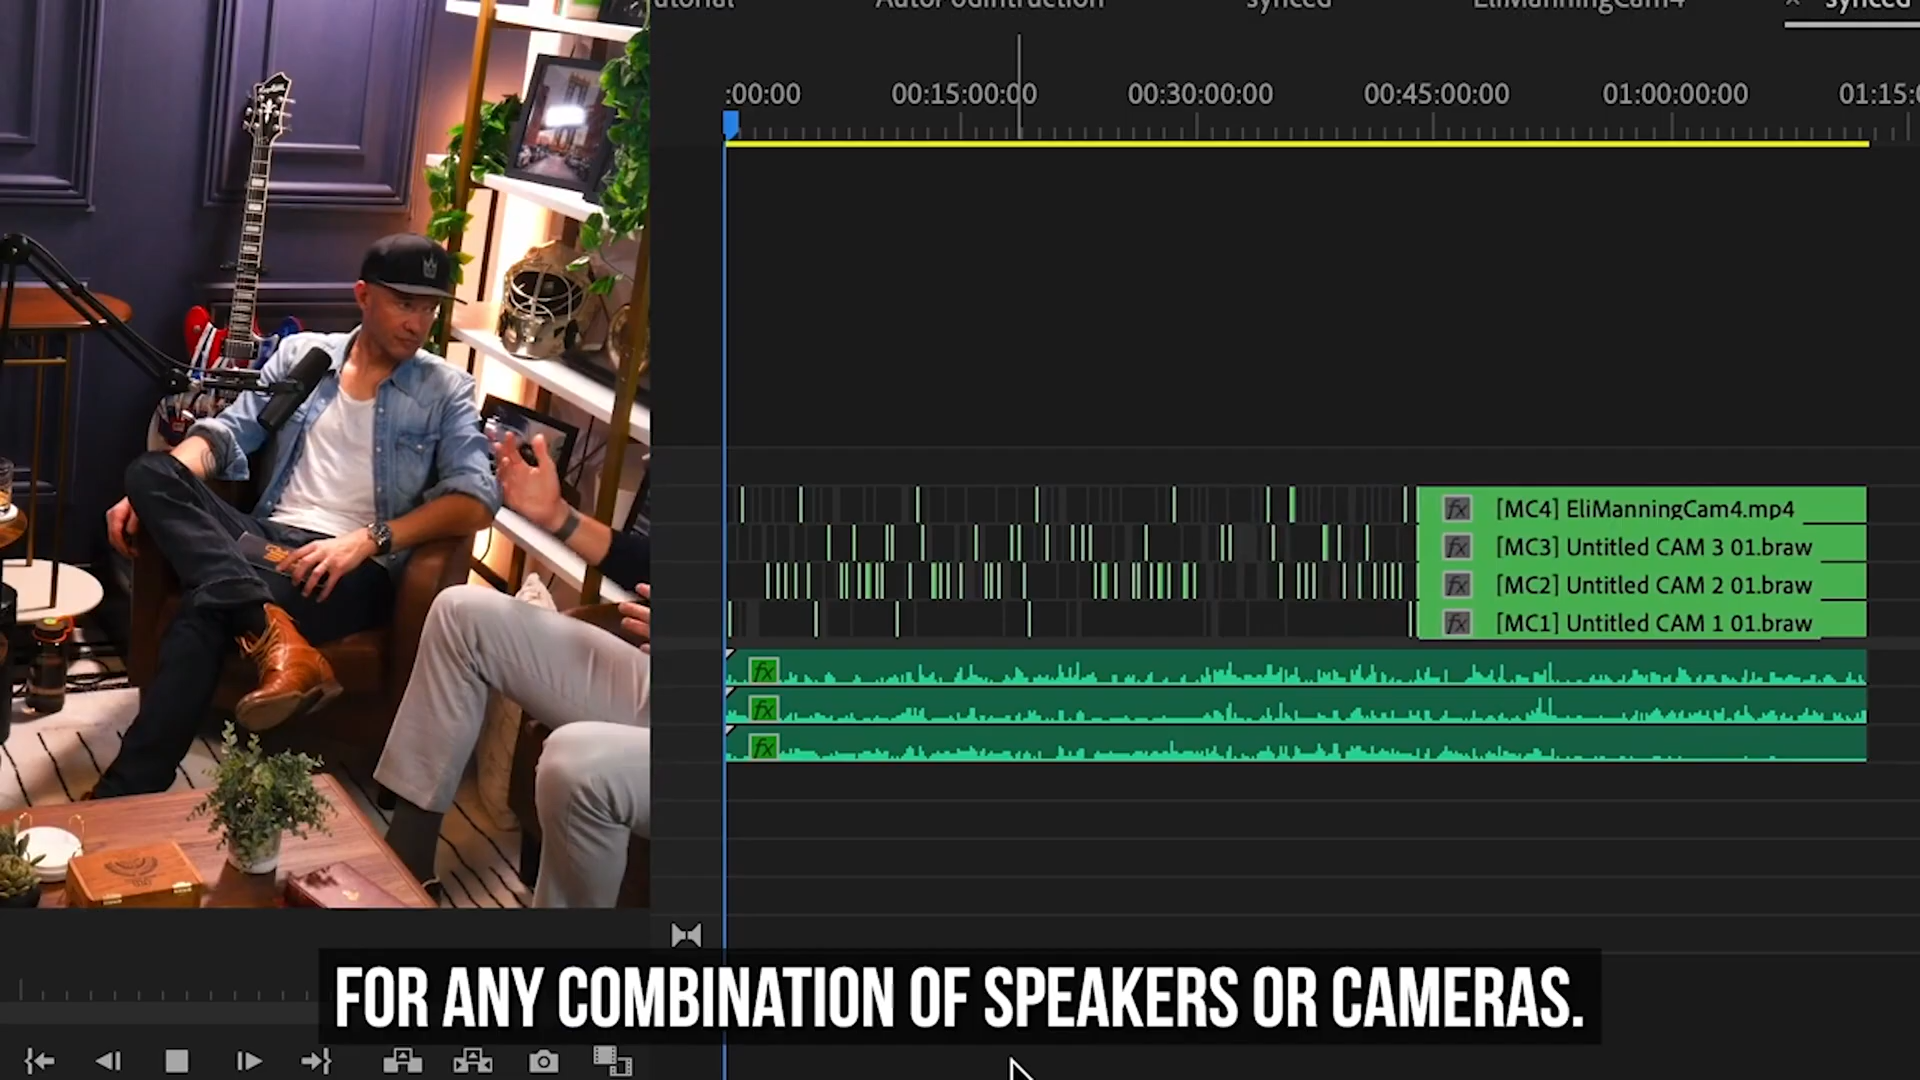 utorial AutoPodIntruction synced EliManningCam4 × synced
:00:00 00:15:00:00 00:30:00:00 00:45:00:00 01:00:00:00 01:15:0
fx [MC4] EliManningCam4.mp4
fx [MC3] Untitled CAM 3 01.braw
fx [MC2] Untitled CAM 2 01.braw
fx [MC1] Untitled CAM 1 01.braw
fx
fx
fx
FOR ANY COMBINATION OF SPEAKERS OR CAMERAS.